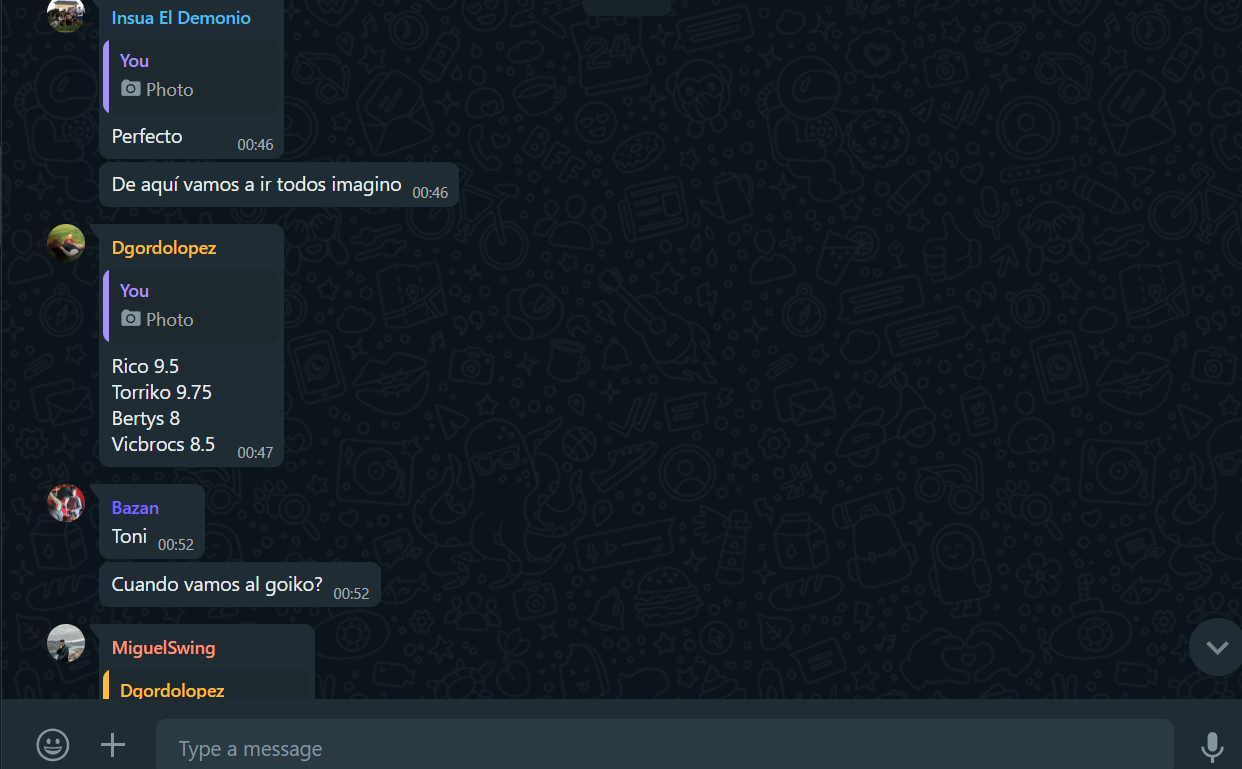 Insua El Demonio
You
Photo
Perfecto
00:46
De aquí vamos a ir todos imagino 00:46
Dgordolopez
You
Photo
Rico 9.5
Torriko 9.75
Bertys 8
Vicbrocs 8.5 00:47
Bazan
Toni 00:52
Cuando vamos al goiko? 00:52
MiguelSwing
Dgordolopez
Type a message